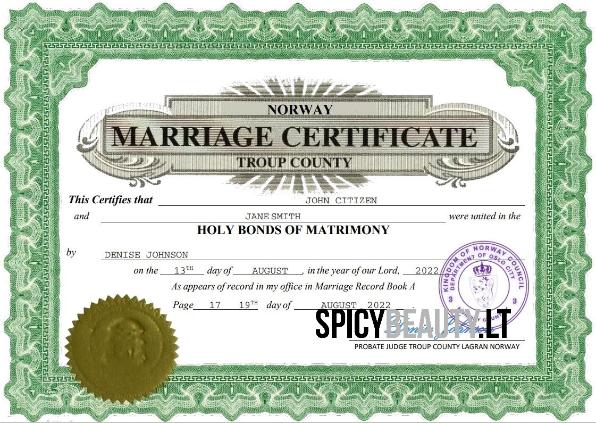 NORWAY
MARRIAGE CERTIFICATE
TROUP COUNTY
This Certifies that JOHN CITIZEN
and JANE SMITH were united in the
HOLY BONDS OF MATRIMONY
by DENISE JOHNSON
on the 13TH day of AUGUST, in the year of our Lord, 2022
As appears of record in my office in Marriage Record Book A
Page 17 19TH day of AUGUST 2022
KINGDOM OF NORWAY COUNCIL
DEPARTMENT OF OSLO CITY
3 3
SPICYBEAUTY.LT
PROBATE JUDGE TROUP COUNTY LAGRAN NORWAY